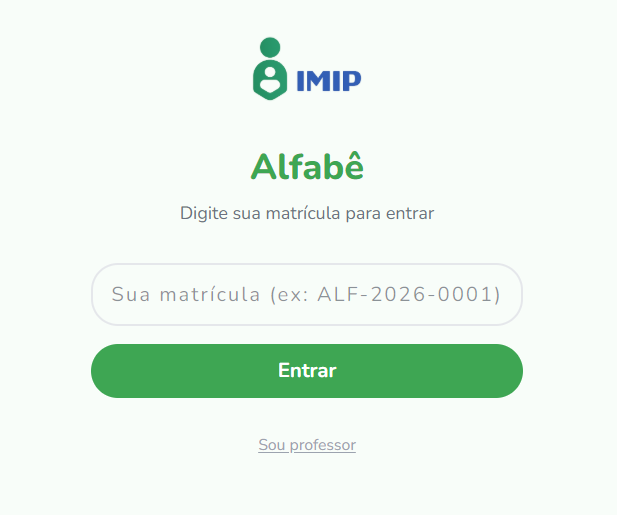 IMIP
Alfabê
Digite sua matrícula para entrar
Sua matrícula (ex: ALF-2026-0001)
Entrar
Sou professor